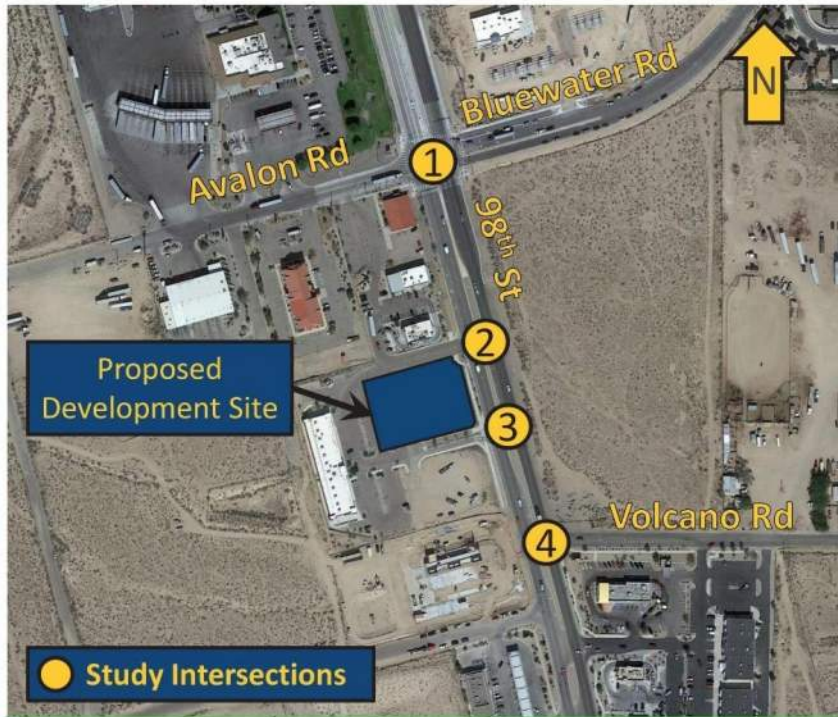 N
Bluewater Rd
Avalon Rd
1
98th St
2
Proposed
Development Site
3
Volcano Rd
4
Study Intersections